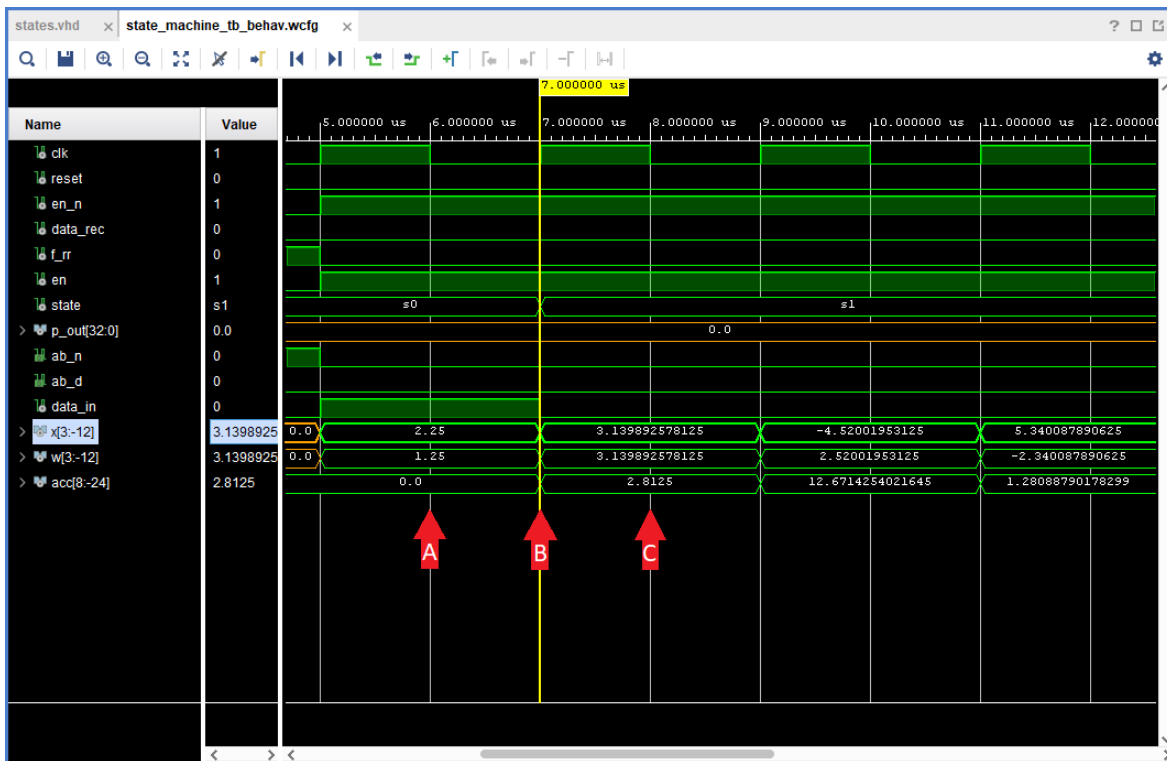 states.vhd × state_machine_tb_behav.wcfg ×
?
7.000000 us
Name Value
5.000000 us 6.000000 us 7.000000 us 8.000000 us 9.000000 us 10.000000 us 11.000000 us 12.000000
clk 1
reset 0
en_n 1
data_rec 0
f_rr 0
en 1
state s1 s0 s1
p_out[32:0] 0.0 0.0
ab_n 0
ab_d 0
data_in 0
x[3:-12] 3.1398925 0.0 2.25 3.139892578125 -4.52001953125 5.340087890625
w[3:-12] 3.1398925 0.0 1.25 3.139892578125 2.52001953125 -2.340087890625
acc[8:-24] 2.8125 0.0 2.8125 12.6714254021645 1.28088790178299
A B C